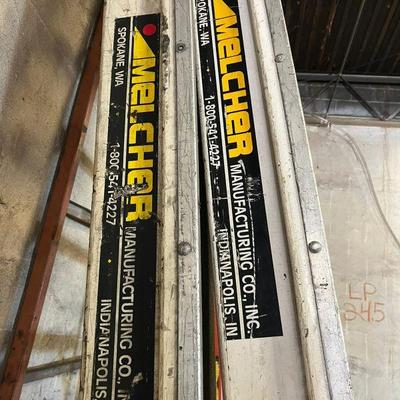 MELCHER MANUFACTURING CO., IN
SPOKANE, WA 1-800-541-4227 INDIANAPOLIS
MELCHER MANUFACTURING CO., INC.
SPOKANE, WA 1-800-541-4227 INDIANAPOLIS, IN
LP
245